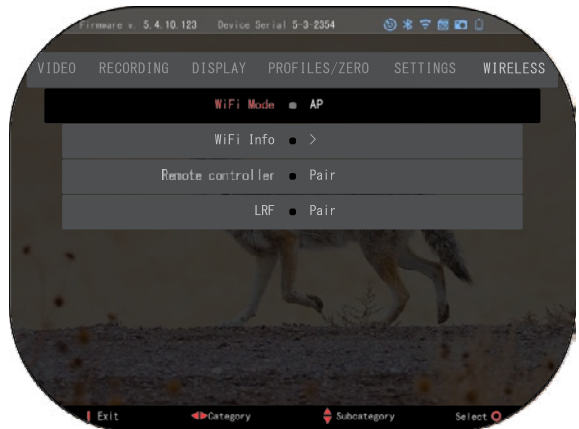 Firmware v. 5.4.10.123 Device Serial 5-3-2354
VIDEO RECORDING DISPLAY PROFILES/ZERO SETTINGS WIRELESS
WiFi Mode AP
WiFi Info >
Remote controller Pair
LRF Pair
Exit Category Subcategory Select